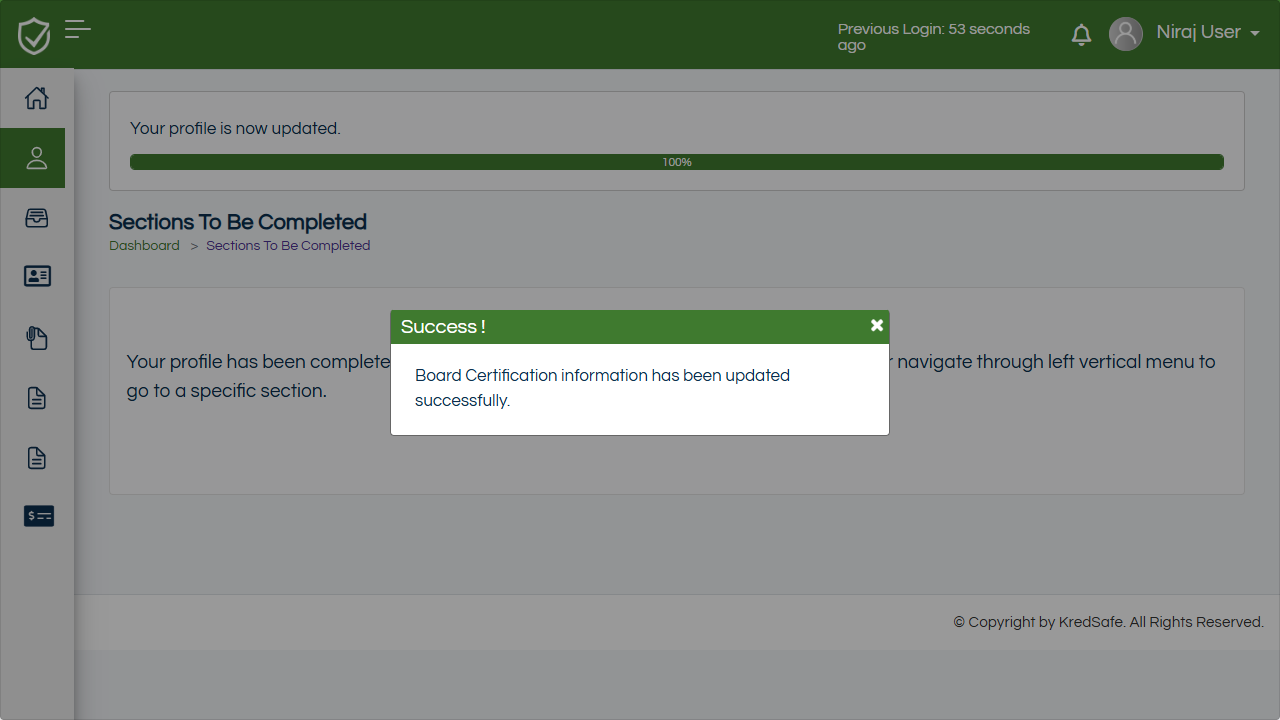 Previous Login: 53 seconds
ago
Niraj User
Your profile is now updated.
100%
Sections To Be Completed
Dashboard > Sections To Be Completed
Success !
Board Certification information has been updated
successfully.
Your profile has been complete
navigate through left vertical menu to
go to a specific section.
© Copyright by KredSafe. All Rights Reserved.